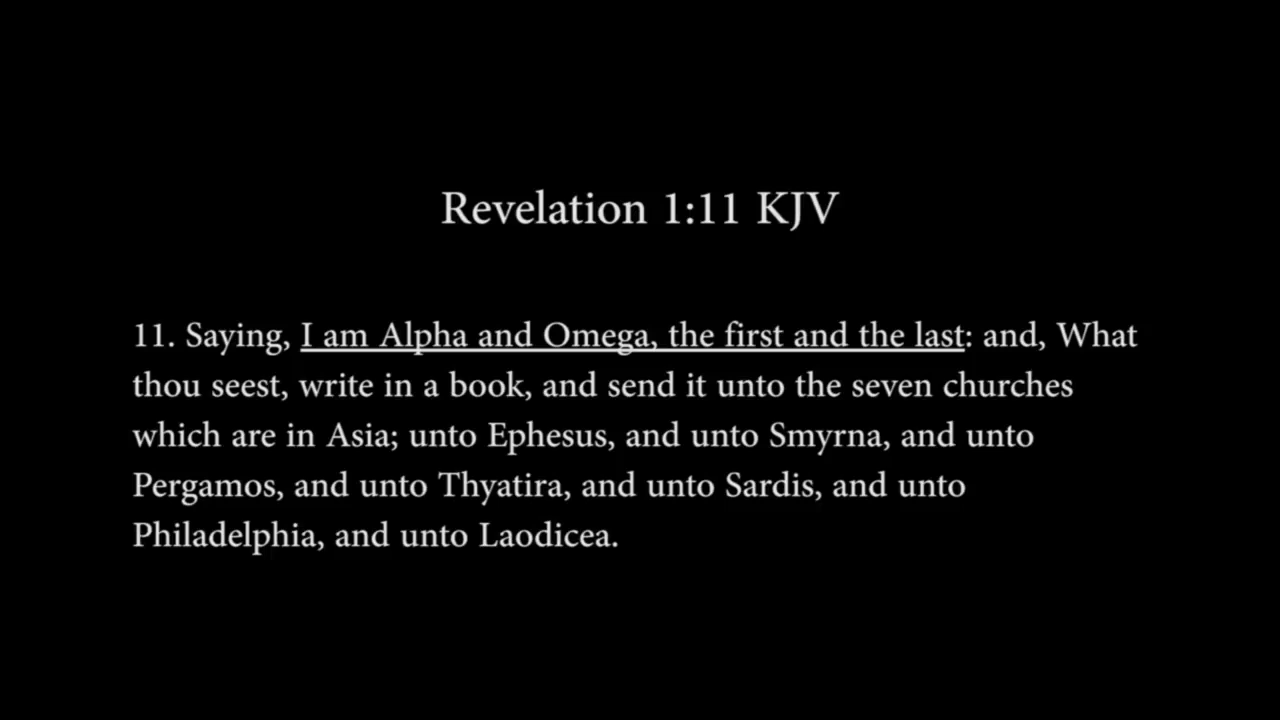 Revelation 1:11 KJV
11. Saying, I am Alpha and Omega, the first and the last: and, What
thou seest, write in a book, and send it unto the seven churches
which are in Asia; unto Ephesus, and unto Smyrna, and unto
Pergamos, and unto Thyatira, and unto Sardis, and unto
Philadelphia, and unto Laodicea.